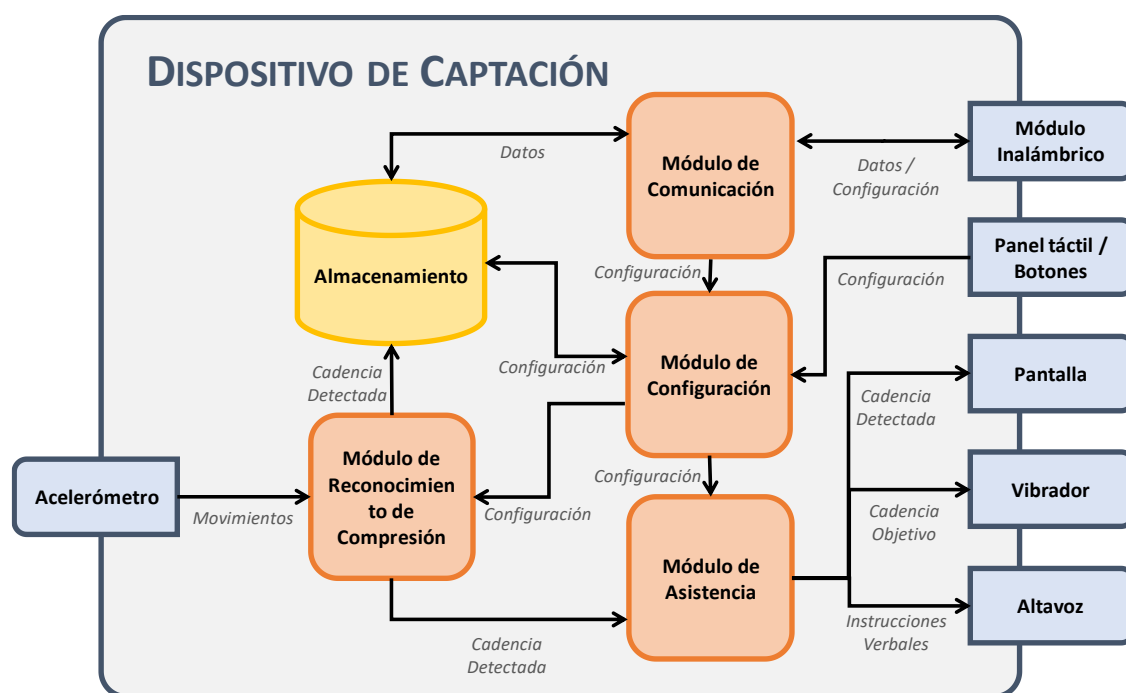 DISPOSITIVO DE CAPTACIÓN
Módulo de
Comunicación
Módulo
Inalámbrico
Datos
Datos /
Configuración
Almacenamiento
Configuración
Panel táctil /
Botones
Configuración
Módulo de
Configuración
Configuración
Cadencia
Detectada
Pantalla
Cadencia
Detectada
Acelerómetro
Movimientos
Módulo de
Reconocimien
to de
Compresión
Configuración
Configuración
Vibrador
Cadencia
Objetivo
Módulo de
Asistencia
Altavoz
Instrucciones
Verbales
Cadencia
Detectada